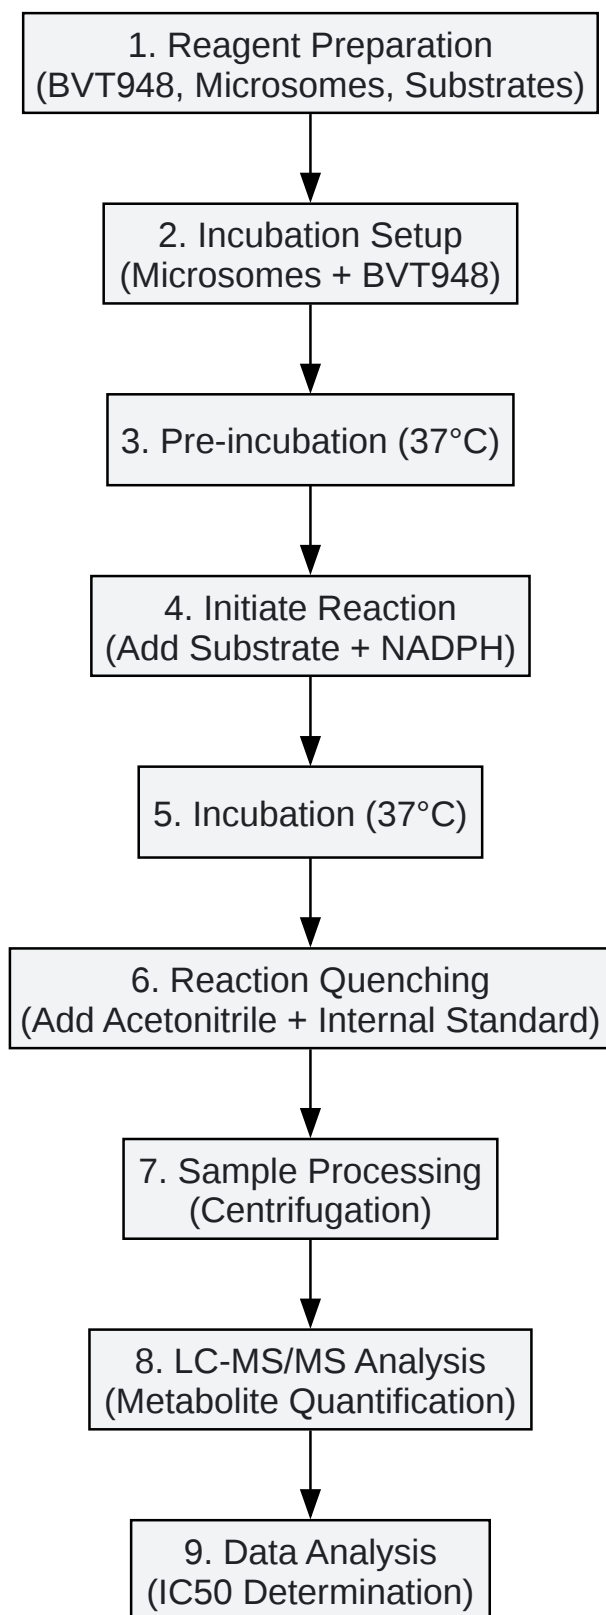 1. Reagent Preparation
(BVT948, Microsomes, Substrates)
2. Incubation Setup
(Microsomes + BVT948)
3. Pre-incubation (37°C)
4. Initiate Reaction
(Add Substrate + NADPH)
5. Incubation (37°C)
6. Reaction Quenching
(Add Acetonitrile + Internal Standard)
7. Sample Processing
(Centrifugation)
8. LC-MS/MS Analysis
(Metabolite Quantification)
9. Data Analysis
(IC50 Determination)